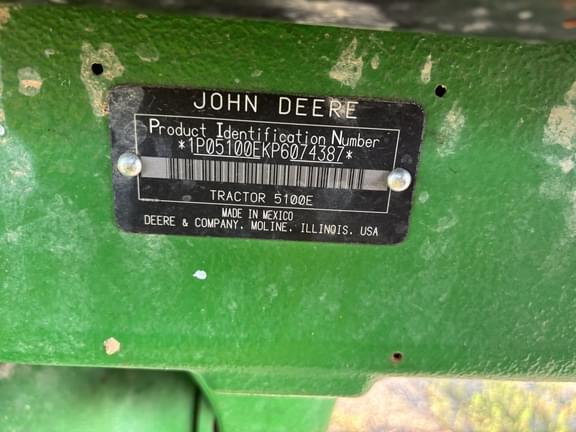 JOHN DEERE
Product Identification Number
*1P05100EKP6074387*
TRACTOR 5100E
MADE IN MEXICO
DEERE & COMPANY, MOLINE, ILLINOIS, USA